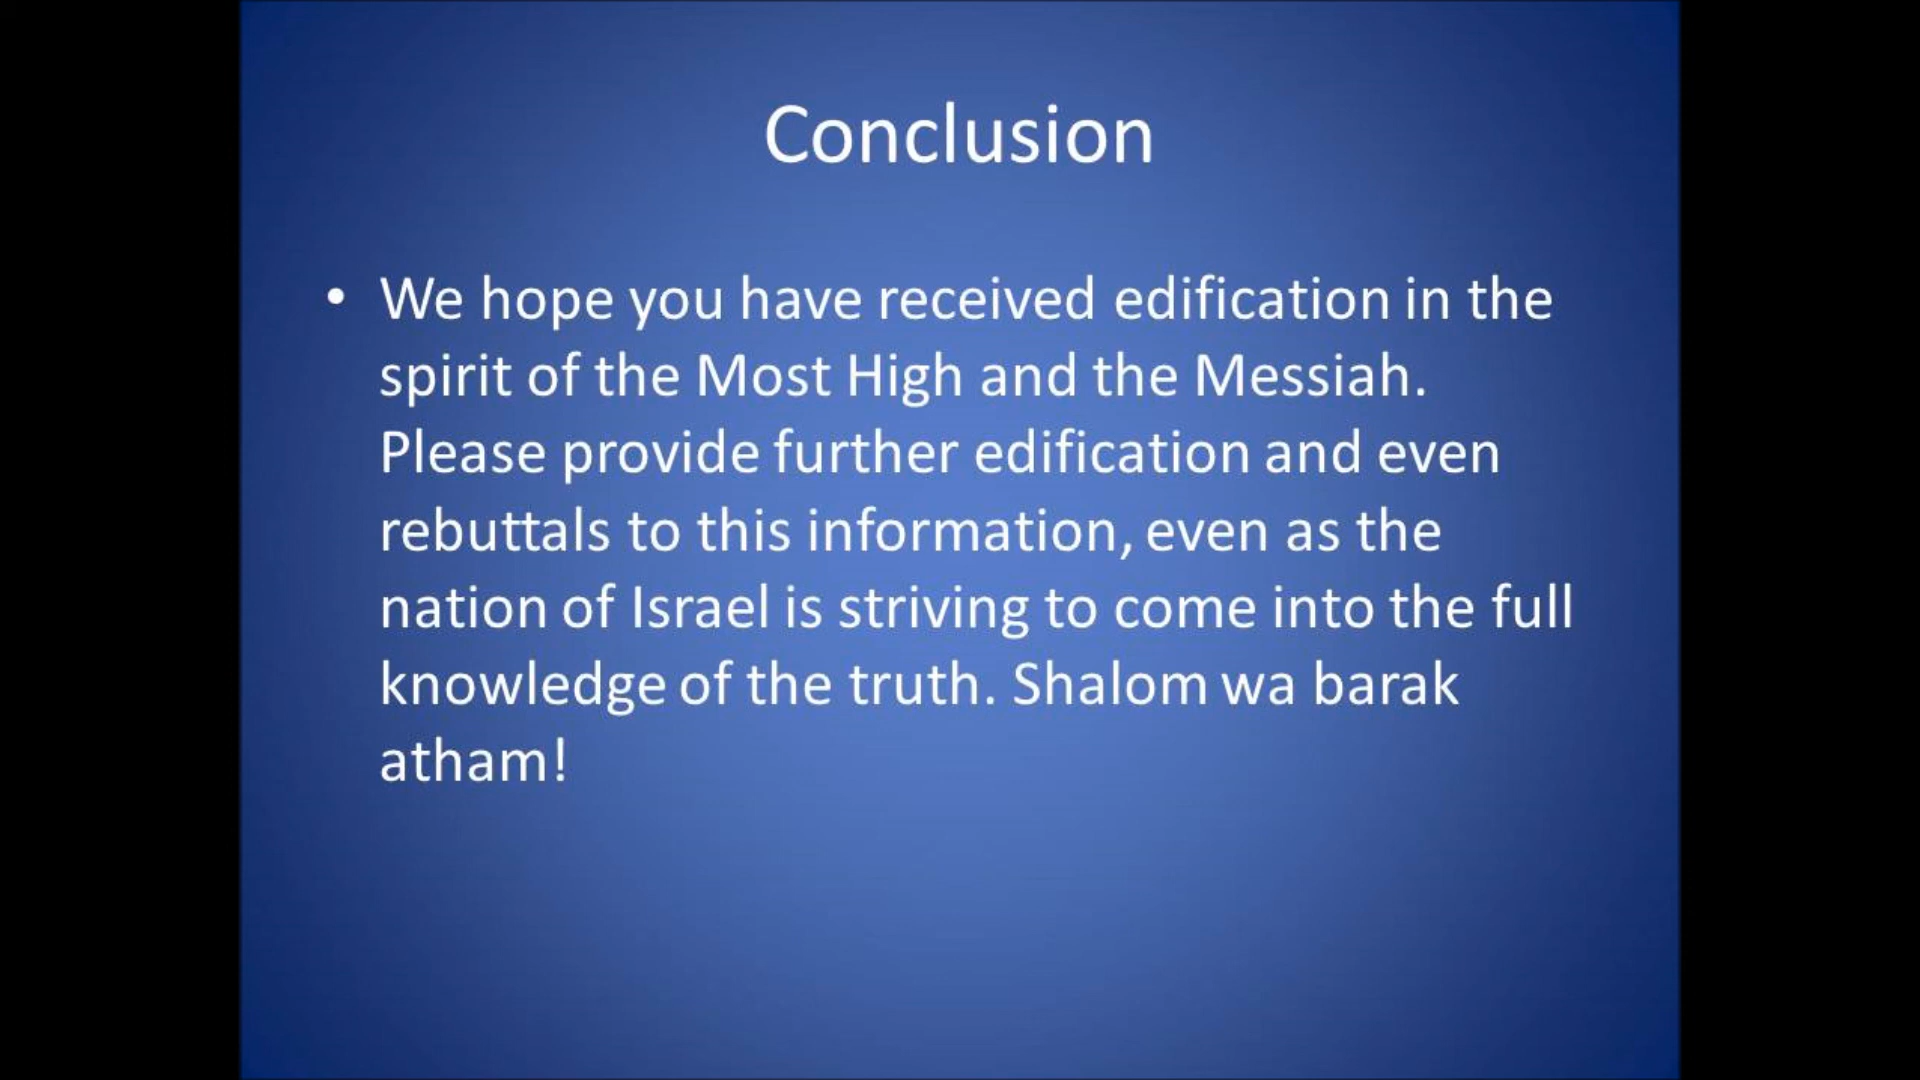 Conclusion
• We hope you have received edification in the
spirit of the Most High and the Messiah.
Please provide further edification and even
rebuttals to this information, even as the
nation of Israel is striving to come into the full
knowledge of the truth. Shalom wa barak
atham!